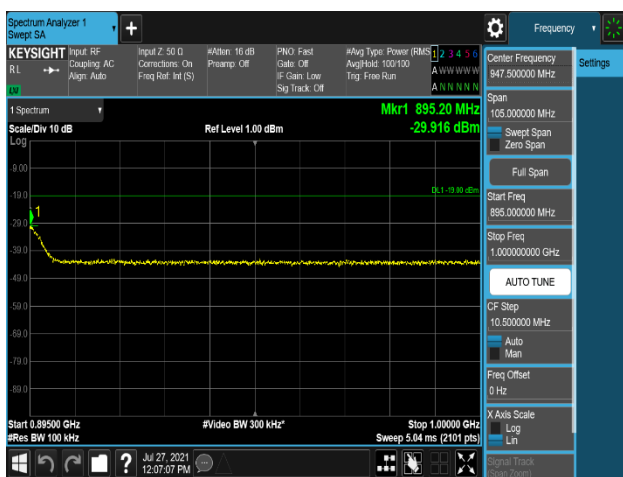 Spectrum Analyzer 1
Swept SA
+
Frequency
KEYSIGHT
RL
LXI
Input: RF
Coupling: AC
Align: Auto
Input Z: 50 Ω
Corrections: On
Freq Ref: Int (S)
#Atten: 16 dB
Preamp: Off
PNO: Fast
Gate: Off
IF Gain: Low
Sig Track: Off
#Avg Type: Power (RMS
Avg|Hold: 100/100
Trig: Free Run
1 2 3 4 5 6
A W W W W W
A N N N N N
1 Spectrum
Scale/Div 10 dB
Log
Ref Level 1.00 dBm
Mkr1 895.20 MHz
-29.916 dBm
-9.00
-19.0
DL1 -19.00 dBm
1
-29.0
-39.0
-49.0
-59.0
-69.0
-79.0
-89.0
Start 0.89500 GHz
#Res BW 100 kHz
#Video BW 300 kHz*
Stop 1.00000 GHz
Sweep 5.04 ms (2101 pts)
?
Jul 27, 2021
12:07:07 PM
Center Frequency
947.500000 MHz
Settings
Span
105.000000 MHz
Swept Span
Zero Span
Full Span
Start Freq
895.000000 MHz
Stop Freq
1.000000000 GHz
AUTO TUNE
CF Step
10.500000 MHz
Auto
Man
Freq Offset
0 Hz
X Axis Scale
Log
Lin
Signal Track
(Span Zoom)